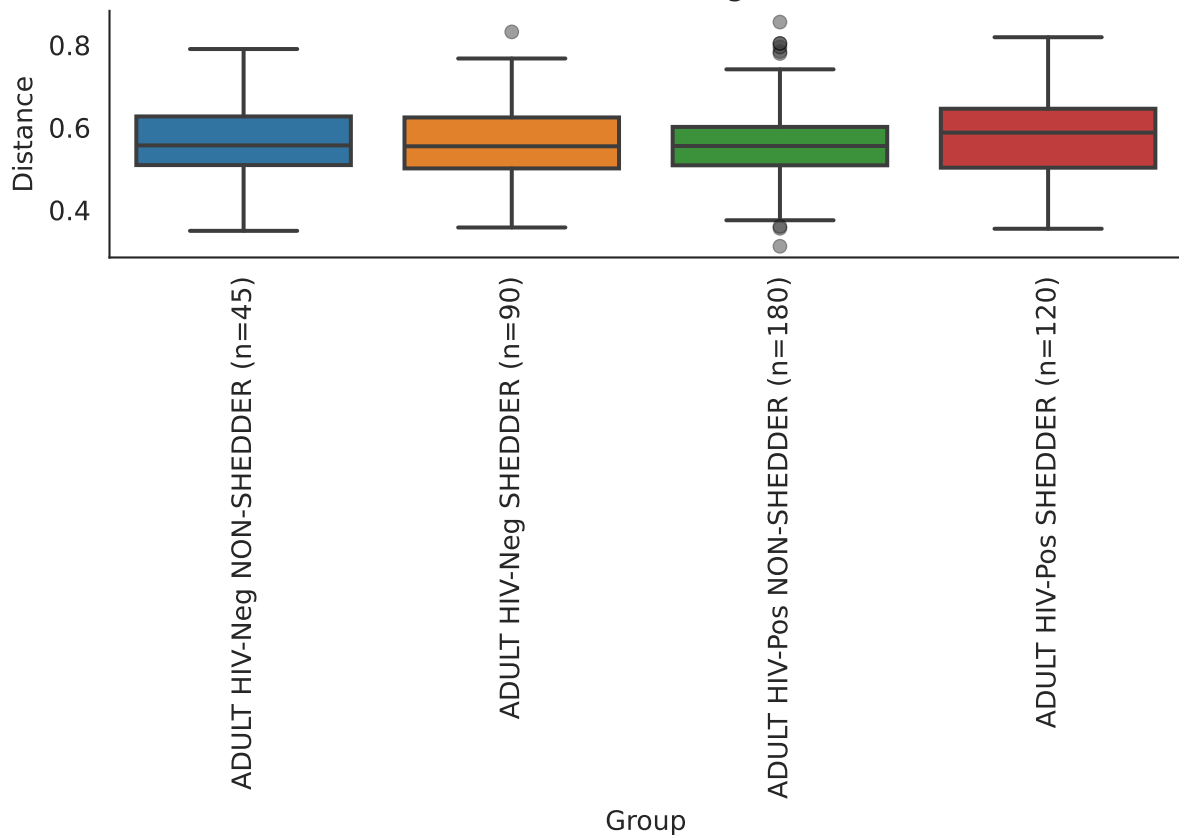 Distance
0.8
0.6
0.4
ADULT HIV-Neg NON-SHEDDER (n=45)
ADULT HIV-Neg SHEDDER (n=90)
ADULT HIV-Pos NON-SHEDDER (n=180)
ADULT HIV-Pos SHEDDER (n=120)
Group